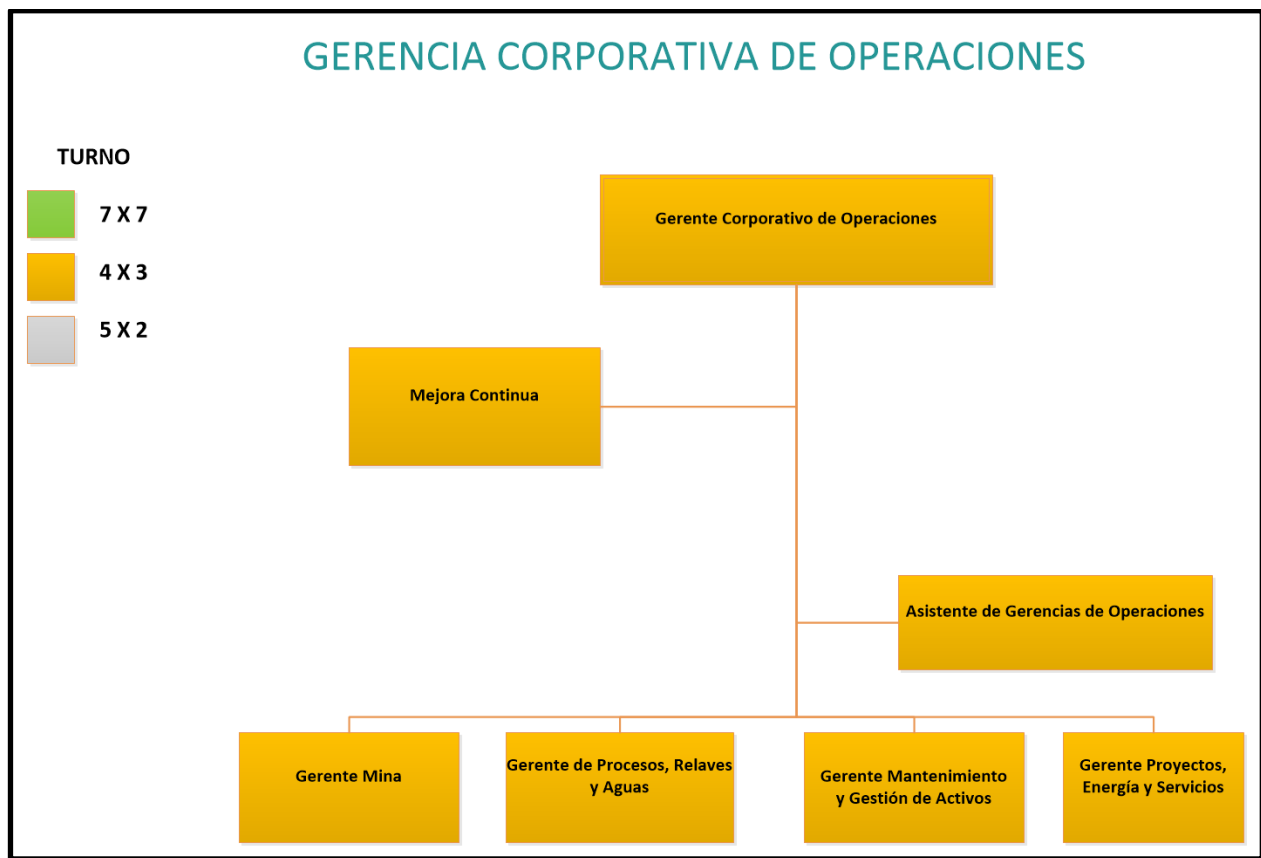 GERENCIA CORPORATIVA DE OPERACIONES
TURNO
7 X 7
4 X 3
5 X 2
Gerente Corporativo de Operaciones
Mejora Continua
Asistente de Gerencias de Operaciones
Gerente Mina
Gerente de Procesos, Relaves
y Aguas
Gerente Mantenimiento
y Gestión de Activos
Gerente Proyectos,
Energía y Servicios